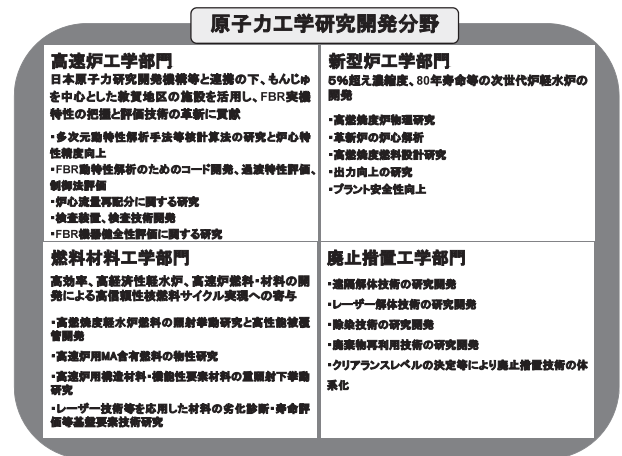 原子力工学研究開発分野
高速炉工学部門
日本原子力研究開発機構等と連携の下、もんじゅ
を中心とした敦賀地区の施設を活用し、FBR実機
特性の把握と評価技術の革新に貢献
・多次元動特性解析手法等核計算法の研究と炉心特
性精度向上
・FBR動特性解析のためのコード開発、過渡特性評価、
制御法評価
・炉心流量再配分に関する研究
・検査装置、検査技術開発
・FBR機器健全性評価に関する研究
新型炉工学部門
5%超え濃縮度、80年寿命等の次世代炉軽水炉の
開発
・高燃焼度炉物理研究
・革新炉の炉心解析
・高燃焼度燃料設計研究
・出力向上の研究
・プラント安全性向上
燃料材料工学部門
高効率、高経済性軽水炉、高速炉燃料・材料の開
発による高信頼性核燃料サイクル実現への寄与
・高燃焼度軽水炉燃料の照射挙動研究と高性能被覆
管開発
・高速炉用MA含有燃料の物性研究
・高速炉用構造材料・機能性要素材料の重照射下挙動
研究
・レーザー技術等を応用した材料の劣化診断・寿命評
価等基盤要素技術研究
廃止措置工学部門
・遠隔解体技術の研究開発
・レーザー解体技術の研究開発
・除染技術の研究開発
・廃棄物再利用技術の研究開発
・クリアランスレベルの決定等により廃止措置技術の体
系化